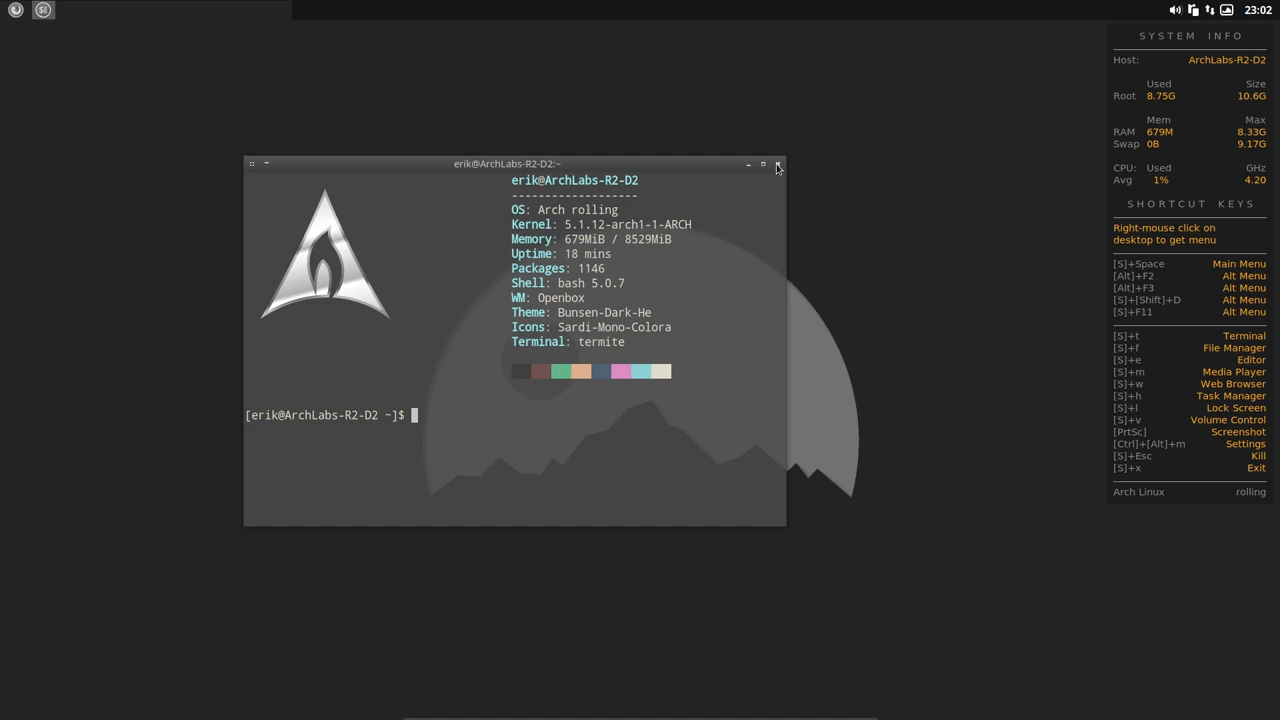 23:02
erik@ArchLabs-R2-D2:~
erik@ArchLabs-R2-D2
-------------------
OS: Arch rolling
Kernel: 5.1.12-arch1-1-ARCH
Memory: 679MiB / 8529MiB
Uptime: 18 mins
Packages: 1146
Shell: bash 5.0.7
WM: Openbox
Theme: Bunsen-Dark-He
Icons: Sardi-Mono-Colora
Terminal: termite
[erik@ArchLabs-R2-D2 ~]$
SYSTEM INFO
Host: ArchLabs-R2-D2
Used Size
Root 8.75G 10.6G
Mem Max
RAM 679M 8.33G
Swap 0B 9.17G
CPU: Used GHz
Avg 1% 4.20
SHORTCUT KEYS
Right-mouse click on
desktop to get menu
[S]+Space Main Menu
[Alt]+F2 Alt Menu
[Alt]+F3 Alt Menu
[S]+[Shift]+D Alt Menu
[S]+F11 Alt Menu
[S]+t Terminal
[S]+f File Manager
[S]+e Editor
[S]+m Media Player
[S]+w Web Browser
[S]+h Task Manager
[S]+l Lock Screen
[S]+v Volume Control
[PrtSc] Screenshot
[Ctrl]+[Alt]+m Settings
[S]+Esc Kill
[S]+x Exit
Arch Linux rolling